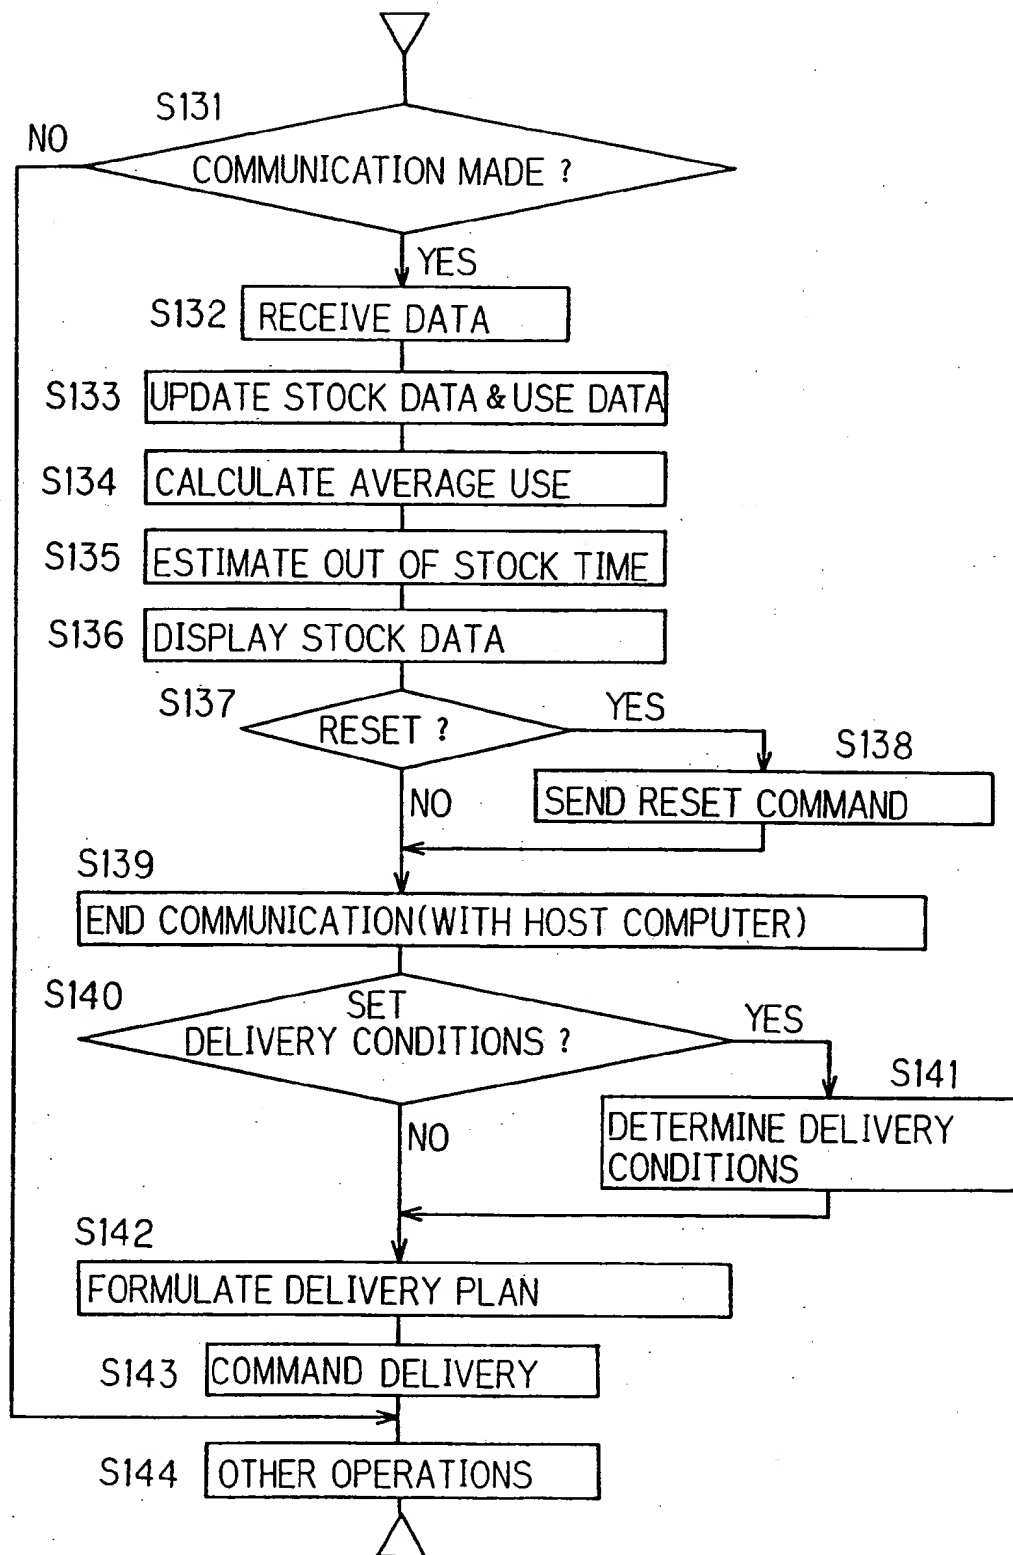 S131
NO
COMMUNICATION MADE ?
YES
S132
RECEIVE DATA
S133
UPDATE STOCK DATA & USE DATA
S134
CALCULATE AVERAGE USE
S135
ESTIMATE OUT OF STOCK TIME
S136
DISPLAY STOCK DATA
S137
RESET ?
YES
S138
SEND RESET COMMAND
NO
S139
END COMMUNICATION(WITH HOST COMPUTER)
S140
SET
DELIVERY CONDITIONS ?
YES
S141
DETERMINE DELIVERY
CONDITIONS
NO
S142
FORMULATE DELIVERY PLAN
S143
COMMAND DELIVERY
S144
OTHER OPERATIONS